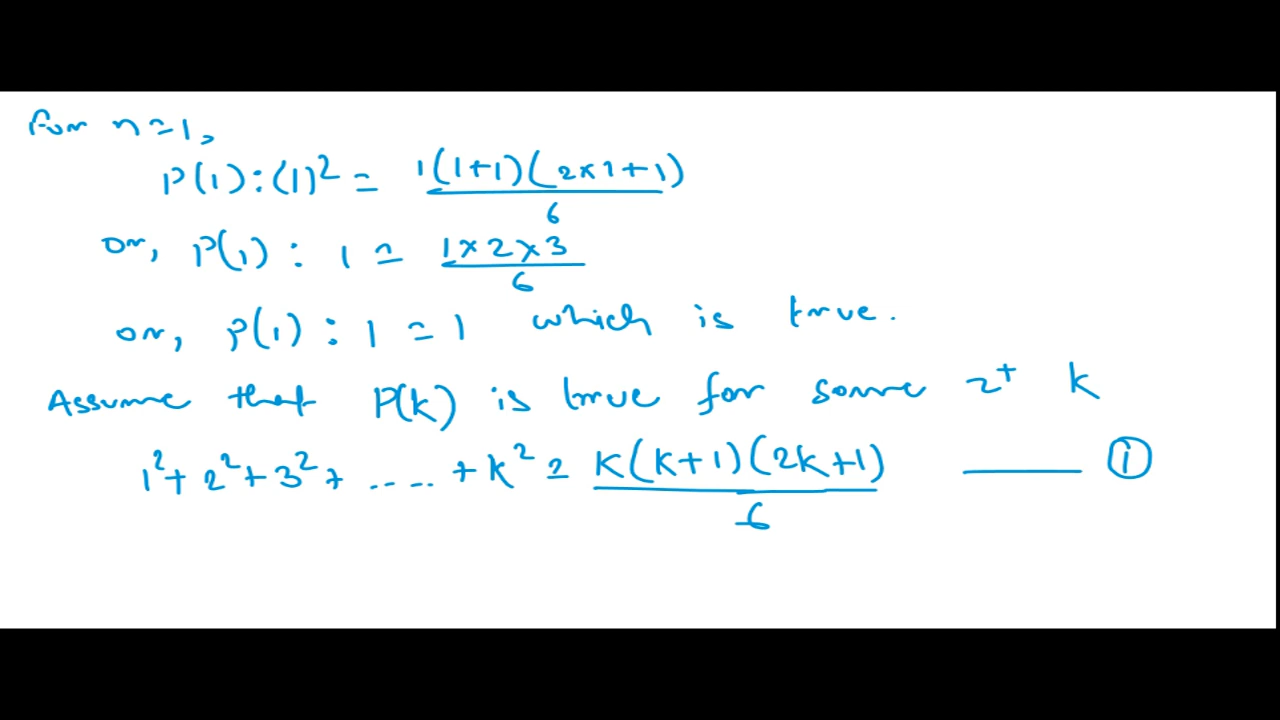 For n=1,
P(1):(1)² = 1(1+1)(2×1+1)/6
or, P(1) : 1 = 1×2×3/6
or, P(1) : 1 = 1 which is true.
Assume that P(k) is true for some z⁺ k
1²+2²+3²+ .... +k² = k(k+1)(2k+1)/6 —— ⓘ